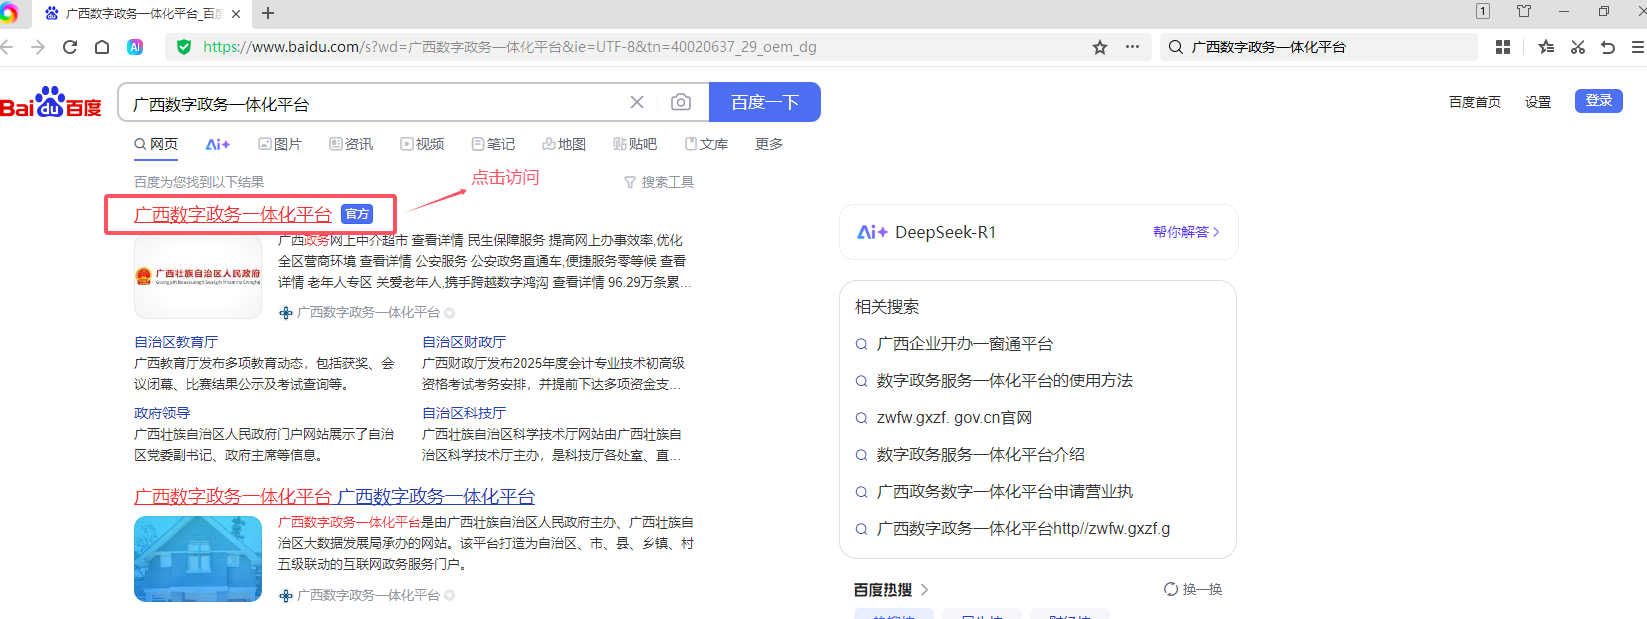 广西数字政务一体化平台_百度
1
AI
https://www.baidu.com/s?wd=广西数字政务一体化平台&ie=UTF-8&tn=40020637_29_oem_dg
广西数字政务一体化平台
Bai du 百度
广西数字政务一体化平台
百度一下
百度首页 设置 登录
网页 Ai+ 图片 资讯 视频 笔记 地图 贴吧 文库 更多
百度为您找到以下结果
搜索工具
点击访问
广西数字政务一体化平台 官方
广西政务网上中介超市 查看详情 民生保障服务 提高网上办事效率,优化
全区营商环境 查看详情 公安服务 公安政务直通车,便捷服务零等候 查看
详情 老年人专区 关爱老年人,携手跨越数字鸿沟 查看详情 96.29万条累...
广西壮族自治区人民政府
广西数字政务一体化平台
自治区教育厅
广西教育厅发布多项教育动态，包括获奖、会
议闭幕、比赛结果公示及考试查询等。
自治区财政厅
广西财政厅发布2025年度会计专业技术初高级
资格考试考务安排，并提前下达多项资金支...
政府领导
广西壮族自治区人民政府门户网站展示了自治
区党委副书记、政府主席等信息。
自治区科技厅
广西壮族自治区科学技术厅网站由广西壮族自
治区科学技术厅主办，是科技厅各处室、直...
广西数字政务一体化平台 广西数字政务一体化平台
广西数字政务一体化平台是由广西壮族自治区人民政府主办、广西壮族自
治区大数据发展局承办的网站。该平台打造为自治区、市、县、乡镇、村
五级联动的互联网政务服务门户。
广西数字政务一体化平台
Ai+ DeepSeek-R1
帮你解答
相关搜索
广西企业开办一窗通平台
数字政务服务一体化平台的使用方法
zwfw.gxzf. gov.cn官网
数字政务服务一体化平台介绍
广西政务数字一体化平台申请营业执
广西数字政务一体化平台http//zwfw.gxzf.g
百度热搜
换一换